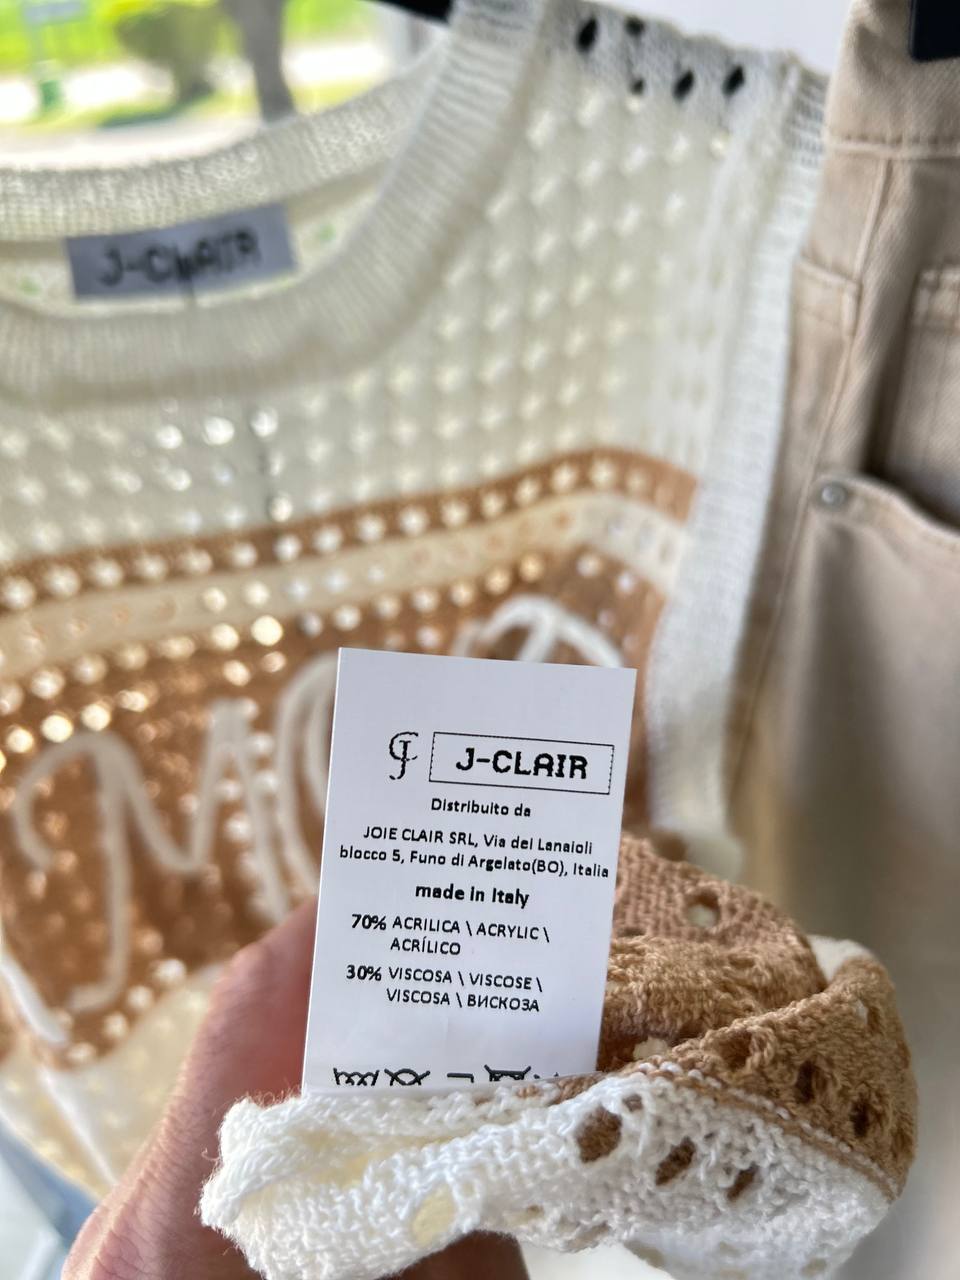 J-CLAIR
J-CLAIR
Distribuito da
JOIE CLAIR SRL, Via dei Lanaioli
blocco 5, Funo di Argelato(BO), Italia
made in Italy
70% ACRILICA \ ACRYLIC \
ACRÍLICO
30% VISCOSA \ VISCOSE \
VISCOSA \ ВИСКОЗА